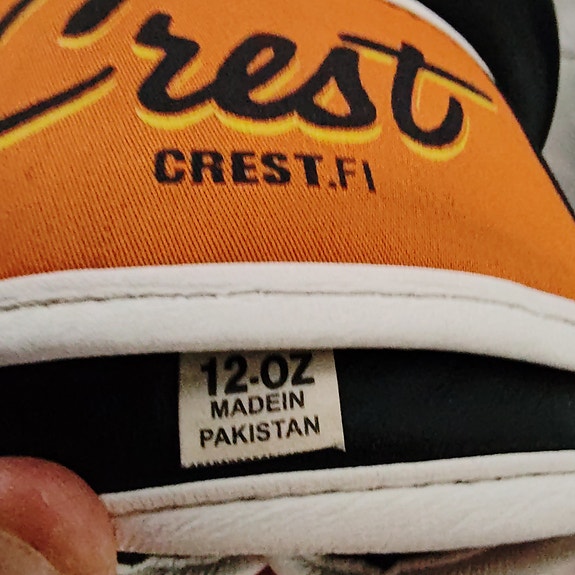 Crest
CREST.FI
12-OZ
MADEIN
PAKISTAN